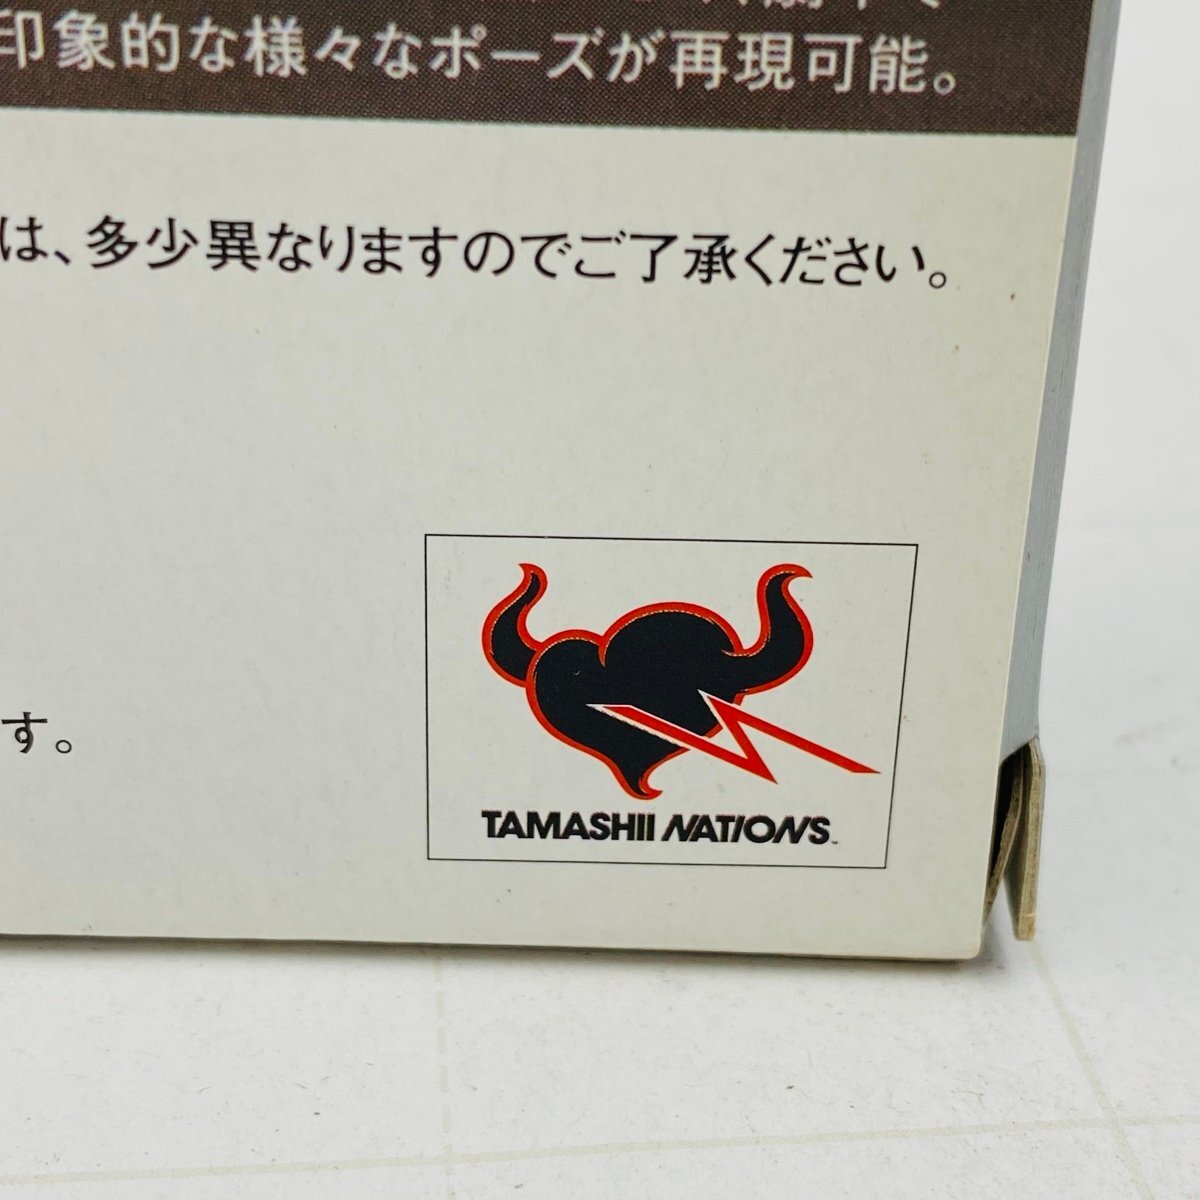 印象的な様々なポーズが再現可能。
は、多少異なりますのでご了承ください。
す。
TAMASHII NATIONS